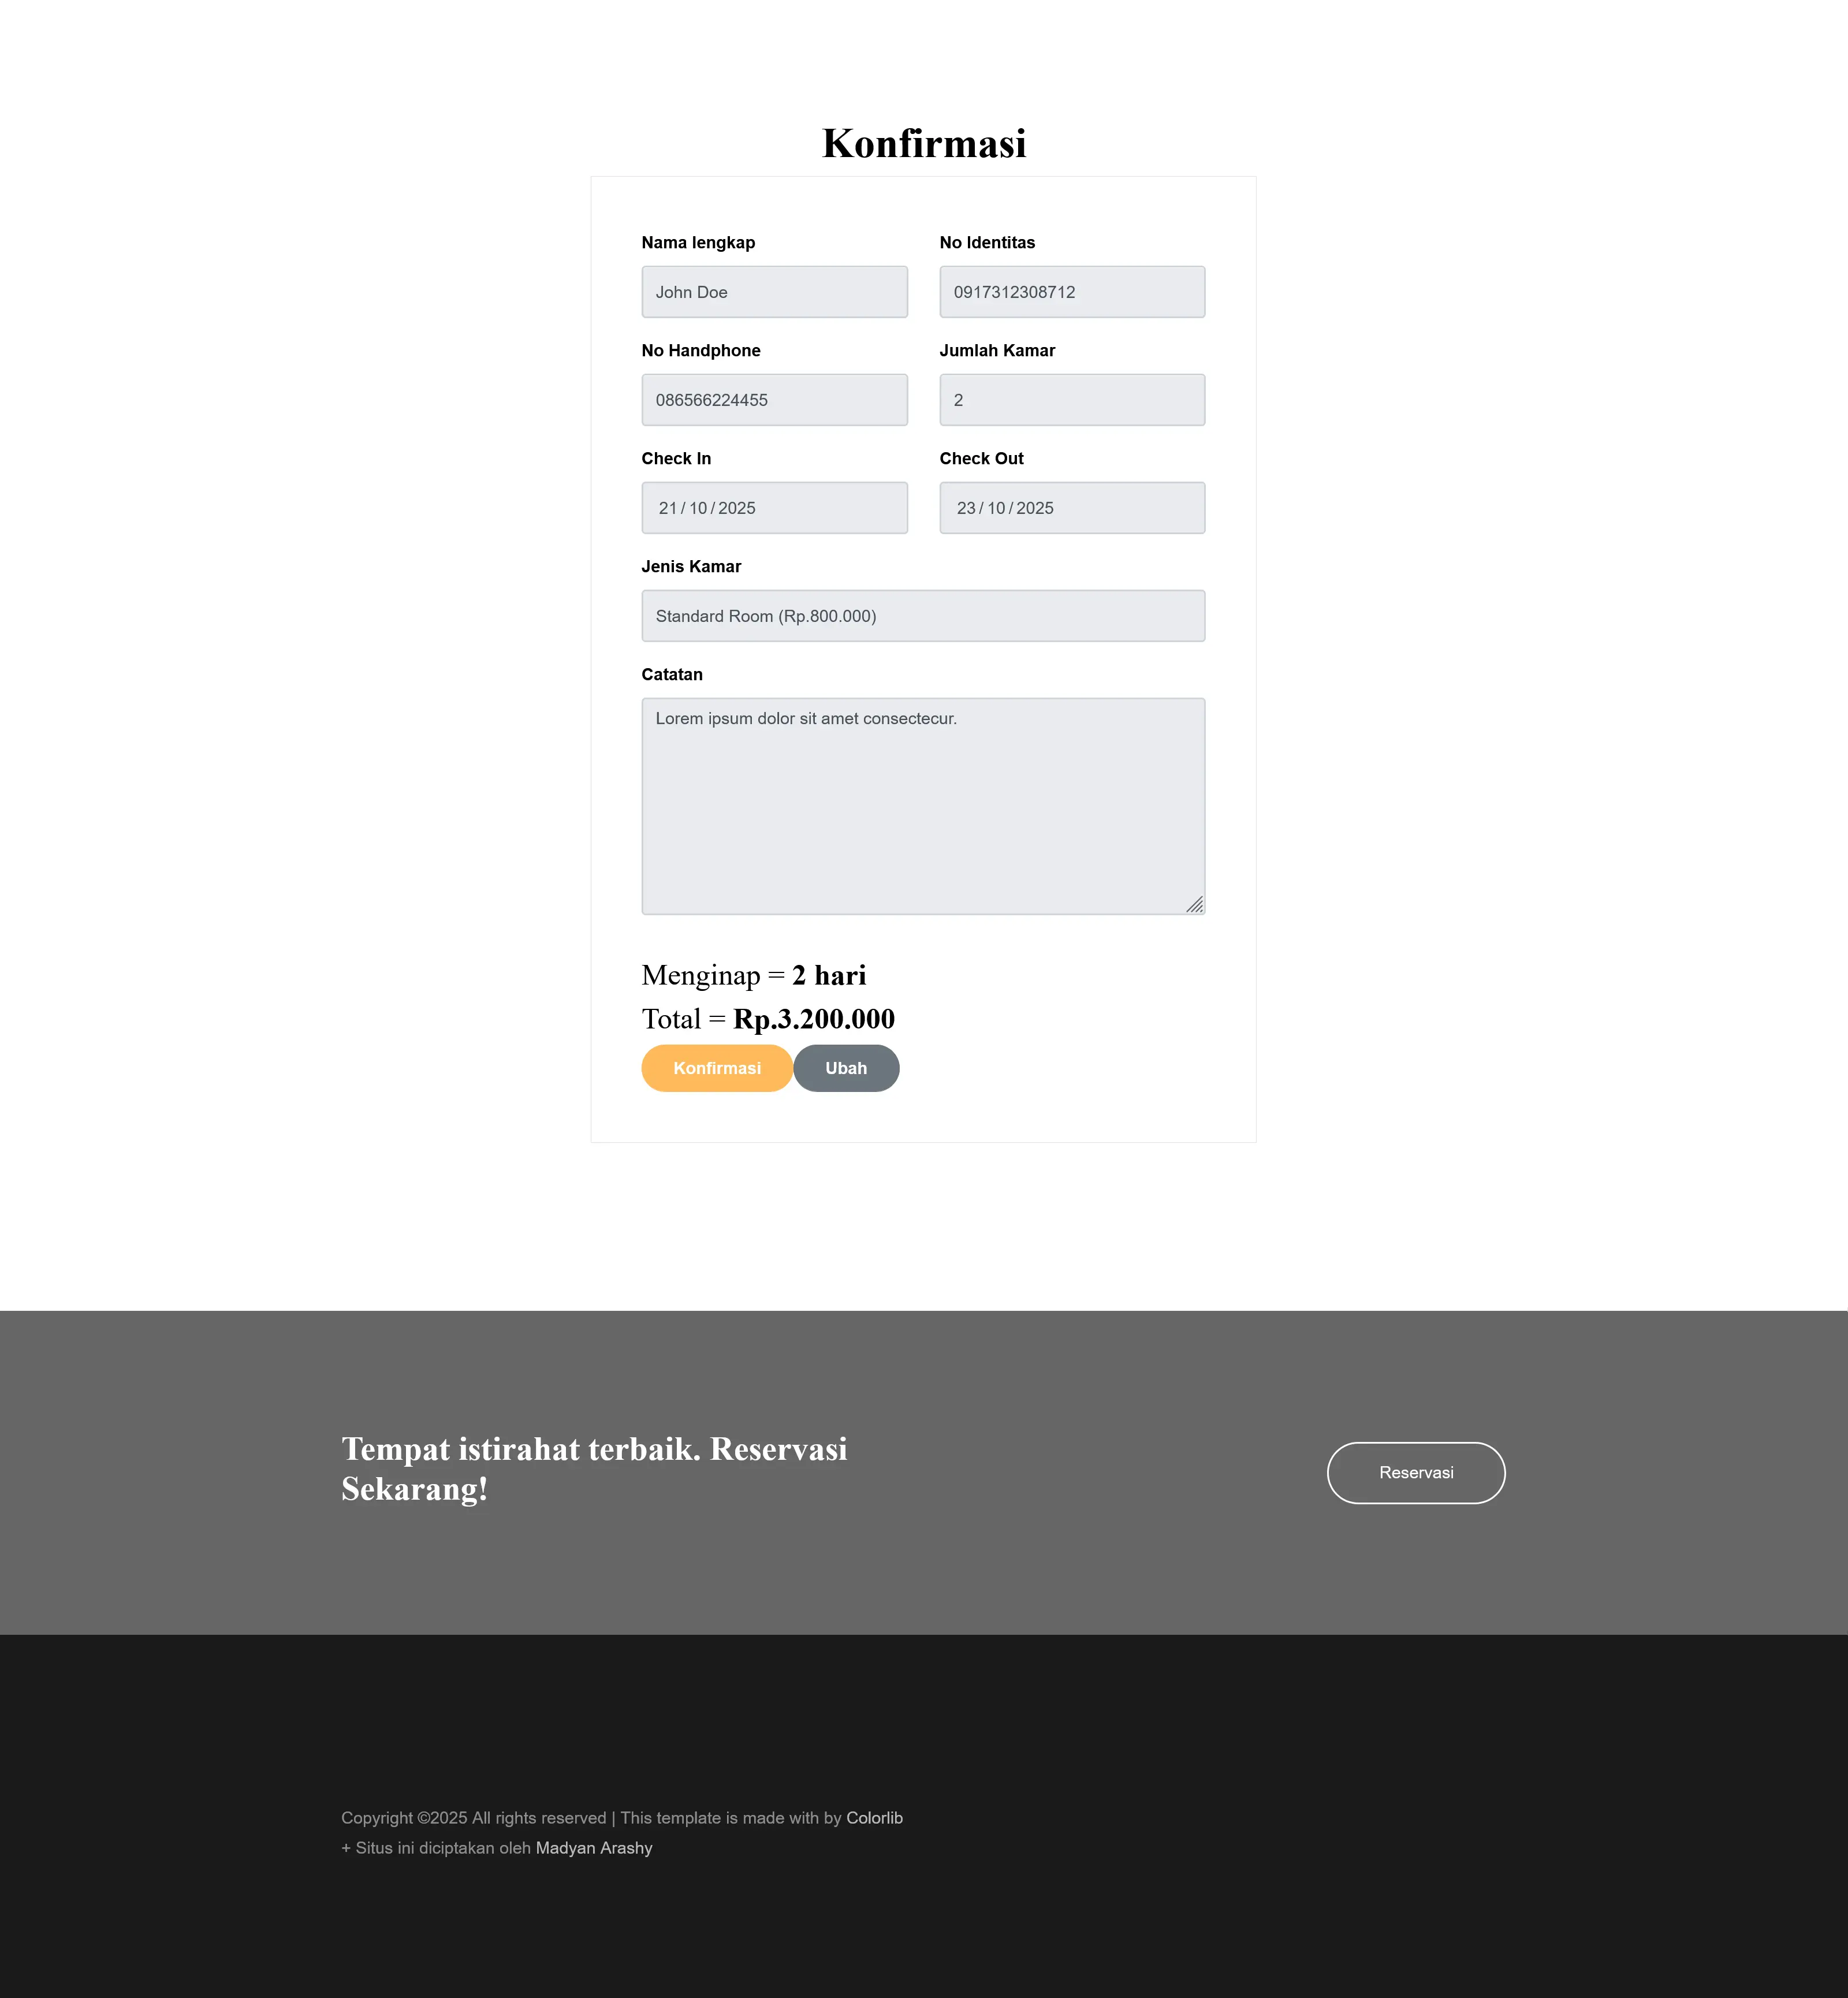 Konfirmasi
Nama lengkap
No Identitas
John Doe
0917312308712
No Handphone
Jumlah Kamar
086566224455
2
Check In
Check Out
21/10/2025
23/10/2025
Jenis Kamar
Standard Room (Rp.800.000)
Catatan
Lorem ipsum dolor sit amet consectecur.
Menginap = 2 hari
Total = Rp.3.200.000
Konfirmasi
Ubah
Tempat istirahat terbaik. Reservasi
Sekarang!
Reservasi
Copyright ©2025 All rights reserved | This template is made with by Colorlib
+ Situs ini diciptakan oleh Madyan Arashy